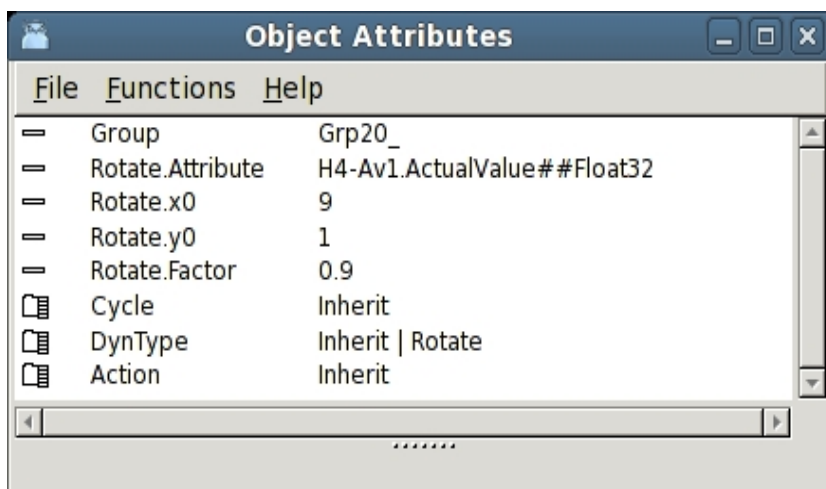 Object Attributes
File Functions Help
Group Grp20_
Rotate.Attribute H4-Av1.ActualValue##Float32
Rotate.x0 9
Rotate.y0 1
Rotate.Factor 0.9
Cycle Inherit
DynType Inherit | Rotate
Action Inherit